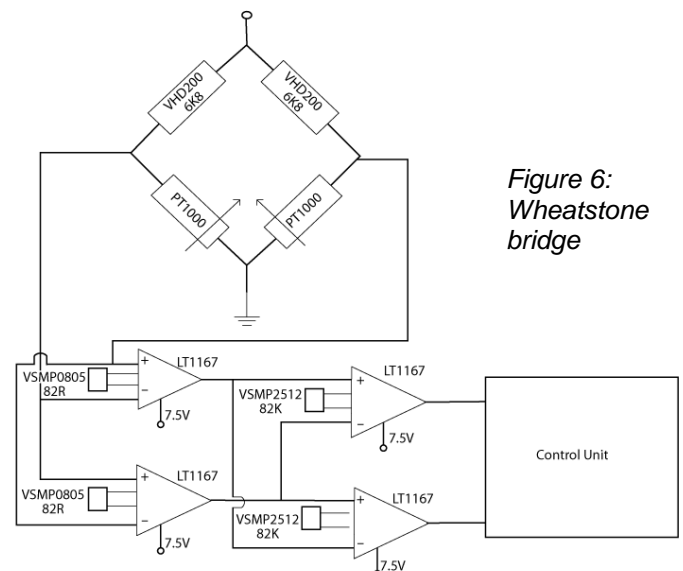 VHD200
6K8
VHD200
6K8
PT1000
PT1000
Figure 6:
Wheatstone
bridge
+
LT1167
VSMP0805
82R
−
7.5V
+
LT1167
VSMP2512
82K
−
7.5V
Control Unit
+
LT1167
VSMP0805
82R
−
7.5V
+
LT1167
VSMP2512
82K
−
7.5V